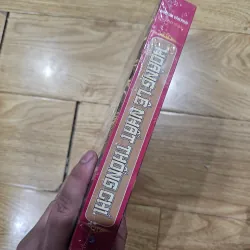 HOÀNG LÊ NHẤT THỐNG CHÍ